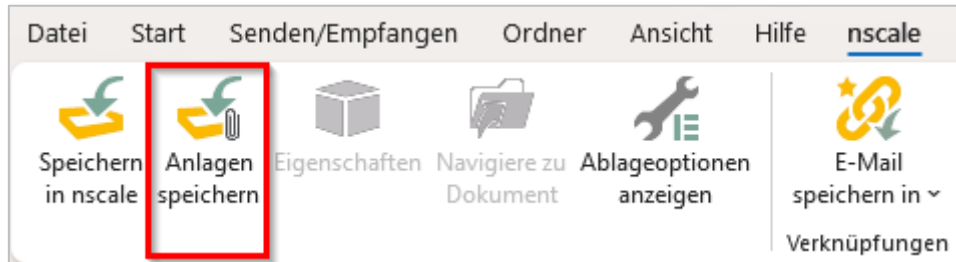 Datei Start Senden/Empfangen Ordner Ansicht Hilfe nscale
Speichern
in nscale
Anlagen
speichern
Eigenschaften
Navigiere zu
Dokument
Ablageoptionen
anzeigen
E-Mail
speichern in
Verknüpfungen